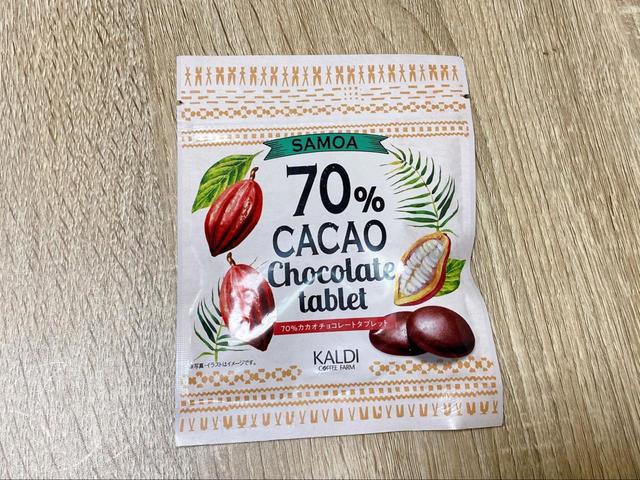 SAMOA
70%
CACAO
Chocolate
tablet
70%カカオチョコレートタブレット
KALDI
COFFEE FARM
※写真・イラストはイメージです。